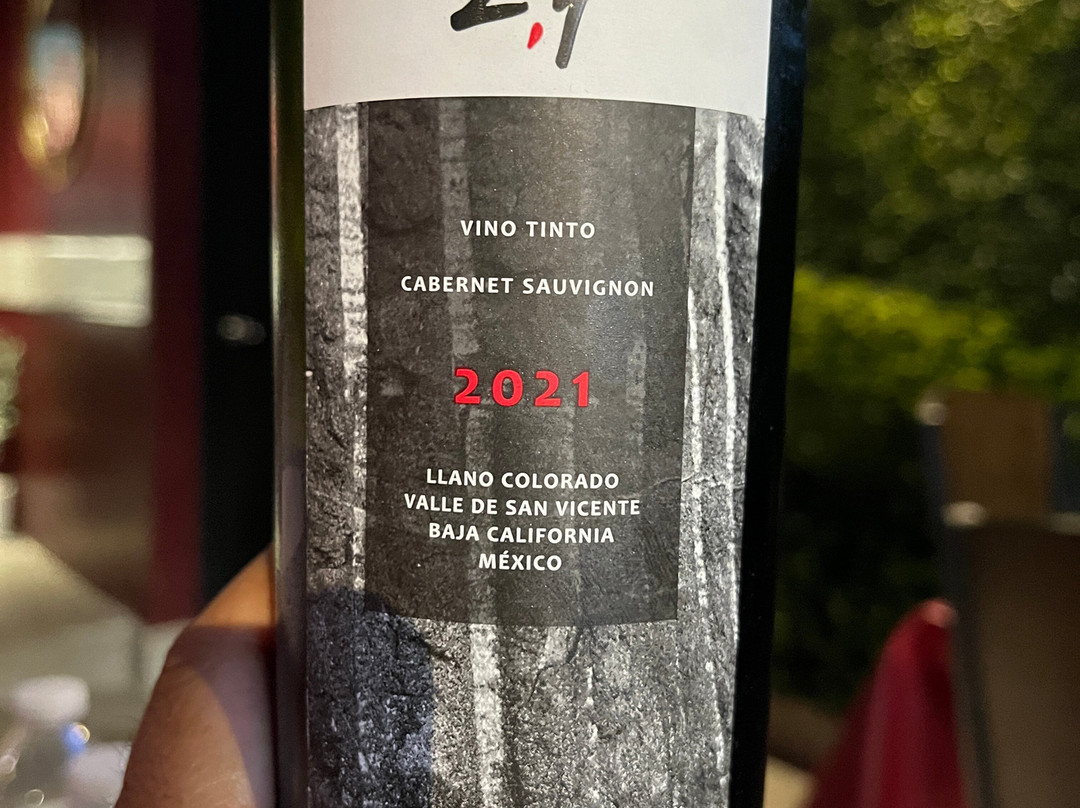 VINO TINTO
CABERNET SAUVIGNON
2021
LLANO COLORADO
VALLE DE SAN VICENTE
BAJA CALIFORNIA
MÉXICO